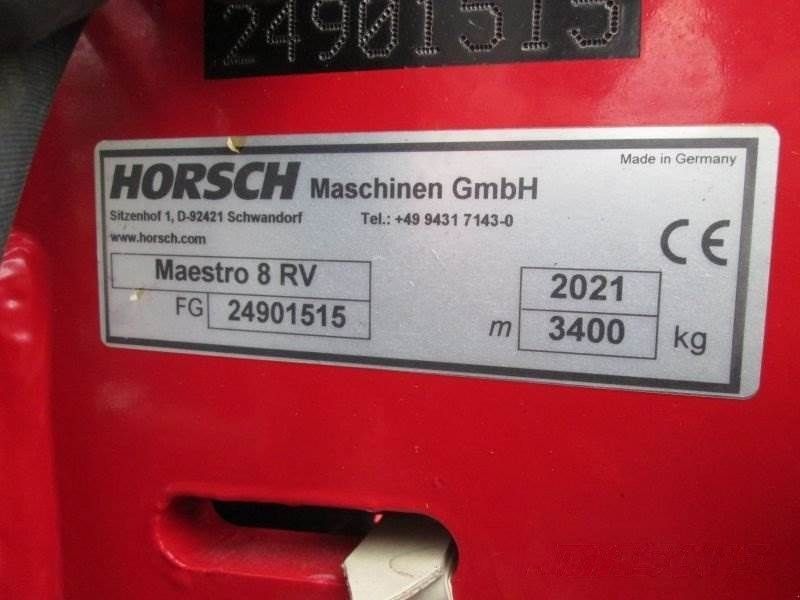 24901515
HORSCH Maschinen GmbH
Made in Germany
Sitzenhof 1, D-92421 Schwandorf Tel.: +49 9431 7143-0
www.horsch.com
CE
Maestro 8 RV 2021
FG 24901515 m 3400 kg